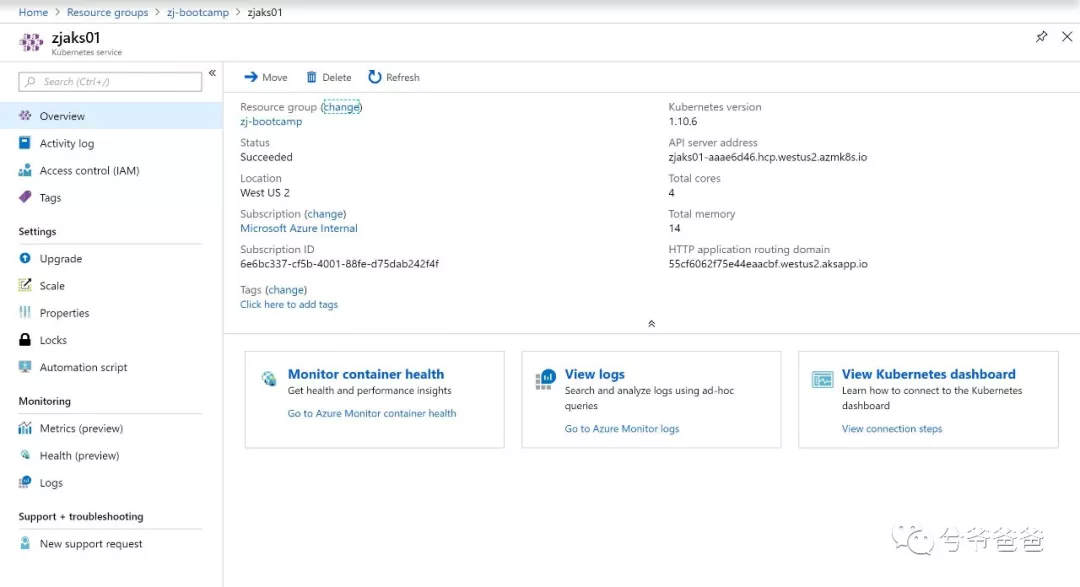 Home > Resource groups > zj-bootcamp > zjaks01
zjaks01
Kubernetes service
Search (Ctrl+/)
Overview
Activity log
Access control (IAM)
Tags
Settings
Upgrade
Scale
Properties
Locks
Automation script
Monitoring
Metrics (preview)
Health (preview)
Logs
Support + troubleshooting
New support request
Move Delete Refresh
Resource group (change)
zj-bootcamp
Status
Succeeded
Location
West US 2
Subscription (change)
Microsoft Azure Internal
Subscription ID
6e6bc337-cf5b-4001-88fe-d75dab242f4f
Tags (change)
Click here to add tags
Kubernetes version
1.10.6
API server address
zjaks01-aaae6d46.hcp.westus2.azmk8s.io
Total cores
4
Total memory
14
HTTP application routing domain
55cf6062f75e44eaacbf.westus2.aksapp.io
Monitor container health
Get health and performance insights
Go to Azure Monitor container health
View logs
Search and analyze logs using ad-hoc
queries
Go to Azure Monitor logs
View Kubernetes dashboard
Learn how to connect to the Kubernetes
dashboard
View connection steps
兮爷爸爸